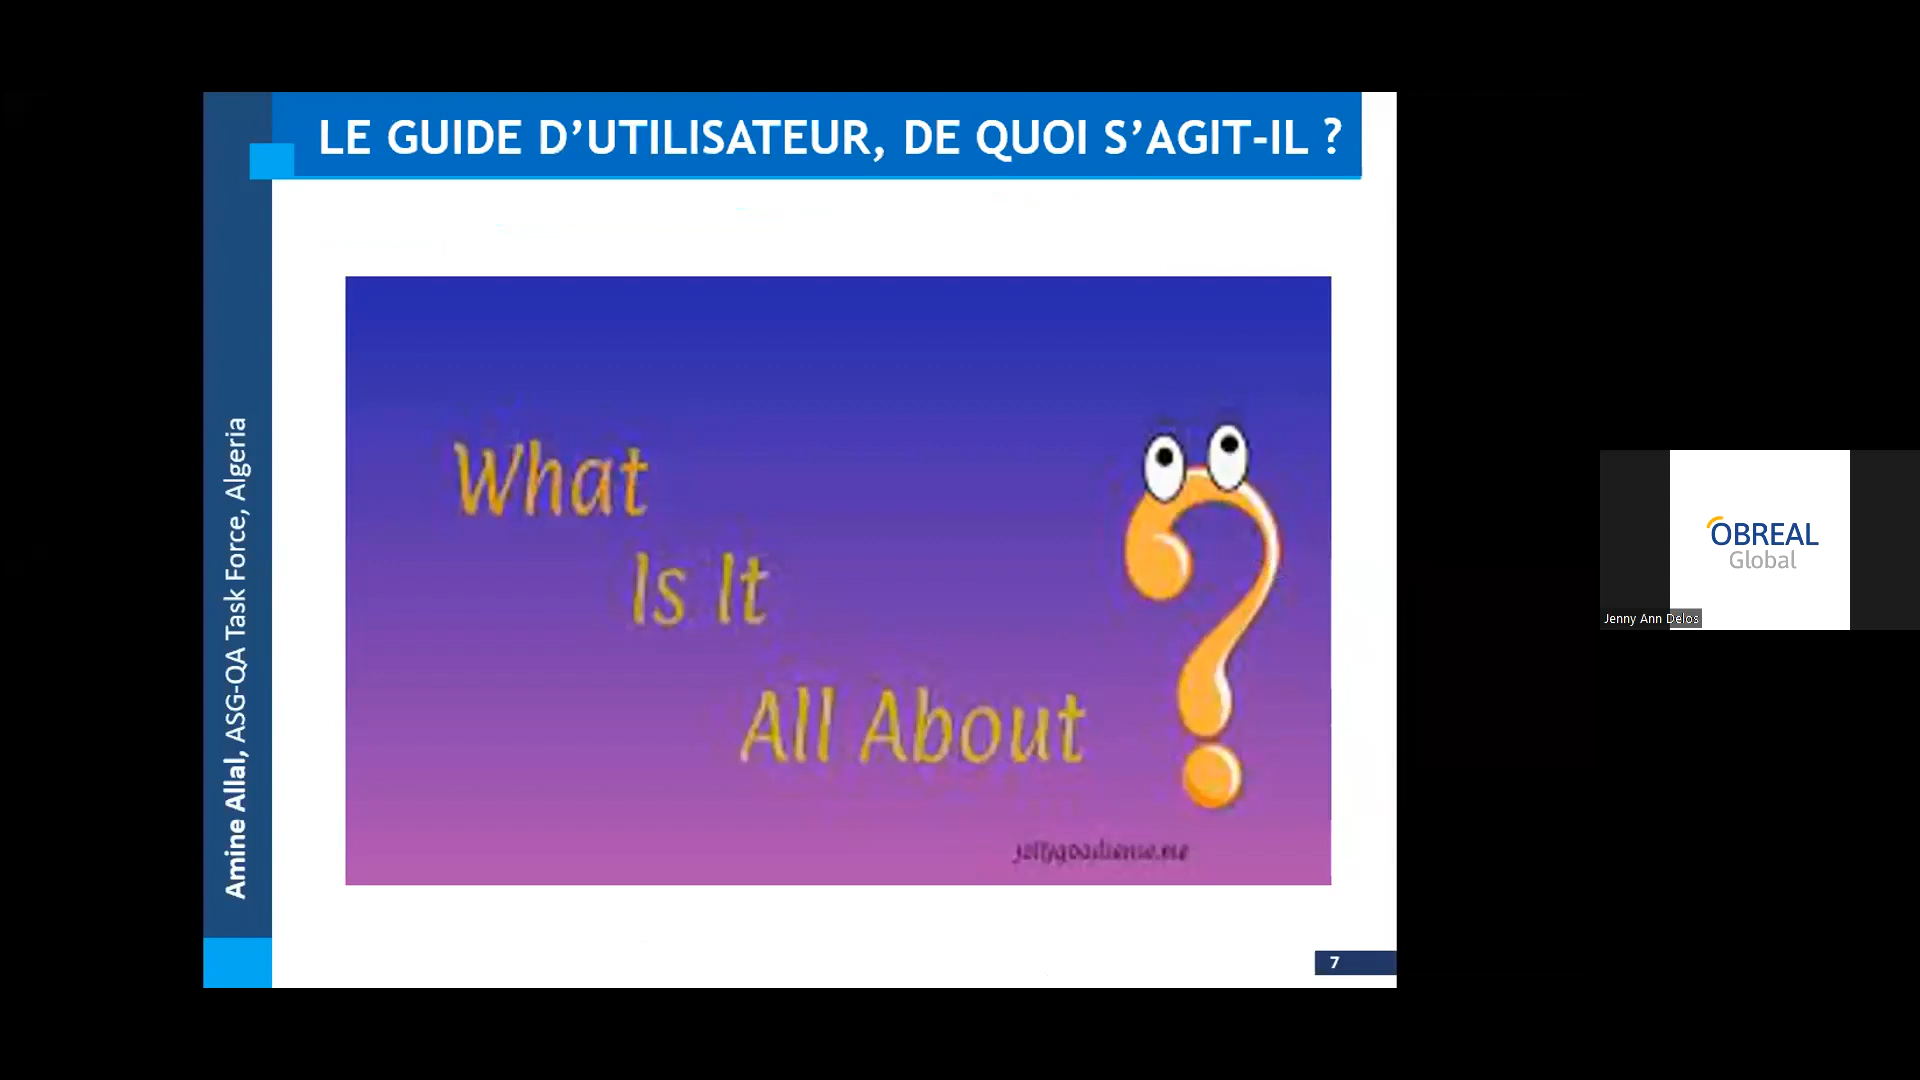 LE GUIDE D’UTILISATEUR, DE QUOI S’AGIT-IL ?
Amine Allal, ASG-QA Task Force, Algeria
What
Is It
All About
7
OBREAL
Global
Jenny Ann Delos